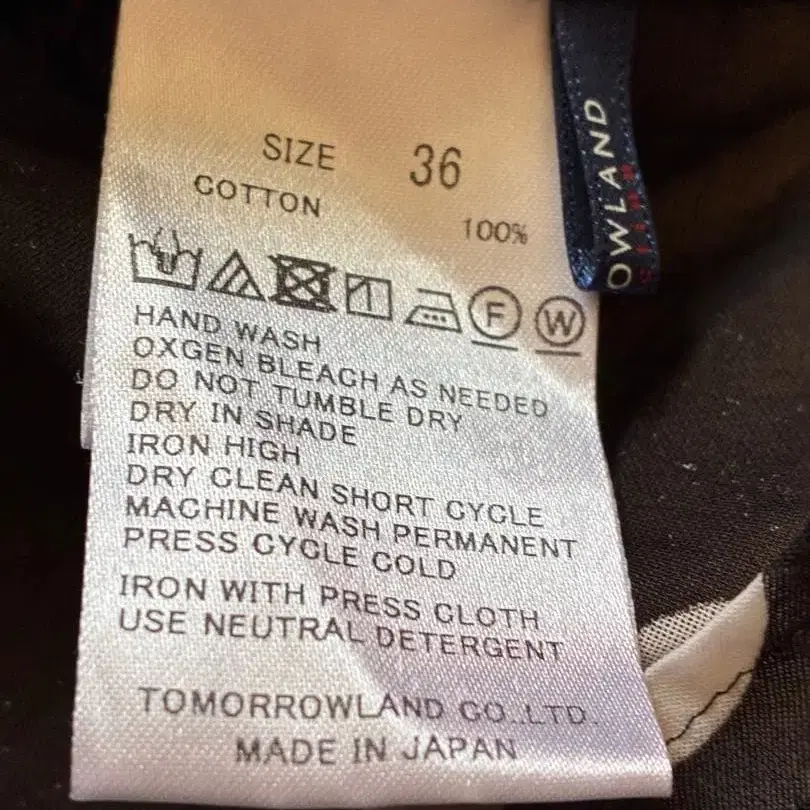 SIZE 36
COTTON 100%
F W
HAND WASH
OXGEN BLEACH AS NEEDED
DO NOT TUMBLE DRY
DRY IN SHADE
IRON HIGH
DRY CLEAN SHORT CYCLE
MACHINE WASH PERMANENT
PRESS CYCLE COLD
IRON WITH PRESS CLOTH
USE NEUTRAL DETERGENT
TOMORROWLAND CO.,LTD.
MADE IN JAPAN
OWLAND